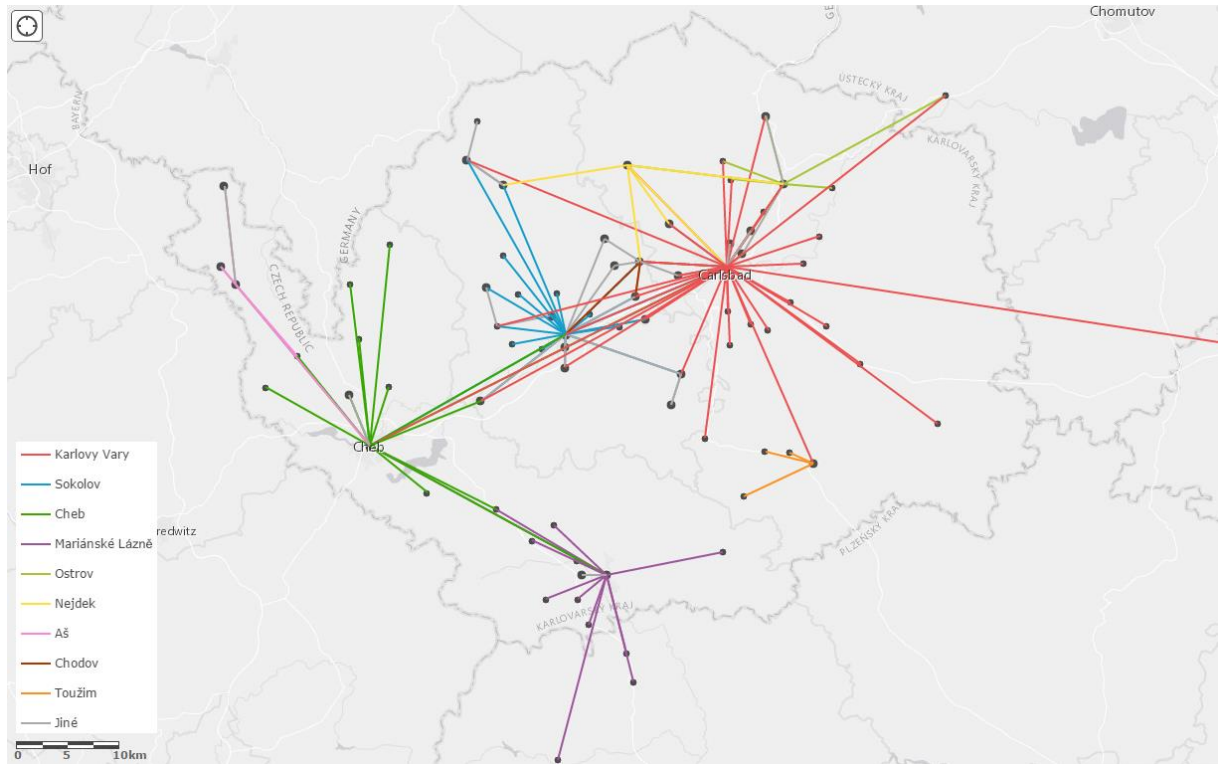 Chomutov
GE
ÚSTECKÝ KRAJ
BAYERN
KARLOVARSKÝ KRAJ
Hof
GERMANY
CZECH REPUBLIC
Carlsbad
Cheb
redwitz
PLZEŇSKÝ KRAJ
KARLOVARSKÝ KRAJ
Karlovy Vary
Sokolov
Cheb
Mariánské Lázně
Ostrov
Nejdek
Aš
Chodov
Toužim
Jiné
0 5 10km